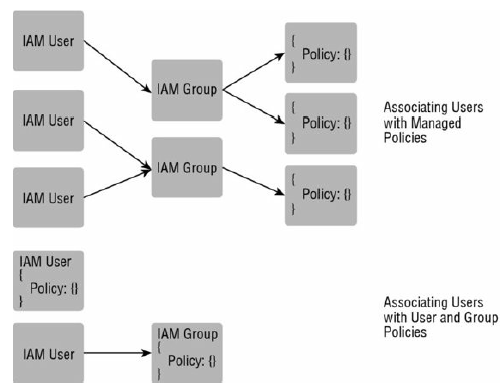 IAM User
IAM User
IAM User
IAM Group
IAM Group
{
Policy: {}
}
{
Policy: {}
}
{
Policy: {}
}
Associating Users
with Managed
Policies
IAM User
{
Policy: {}
}
IAM User
IAM Group
{
Policy: {}
}
Associating Users
with User and Group
Policies